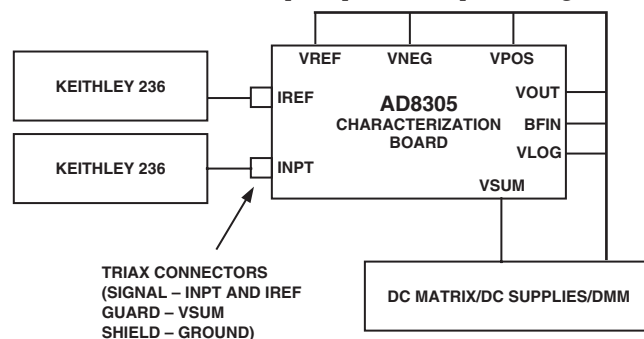 VREF VNEG VPOS
KEITHLEY 236
IREF
AD8305
CHARACTERIZATION
BOARD
VOUT
BFIN
VLOG
KEITHLEY 236
INPT
VSUM
TRIAX CONNECTORS
(SIGNAL – INPT AND IREF
GUARD – VSUM
SHIELD – GROUND)
DC MATRIX/DC SUPPLIES/DMM